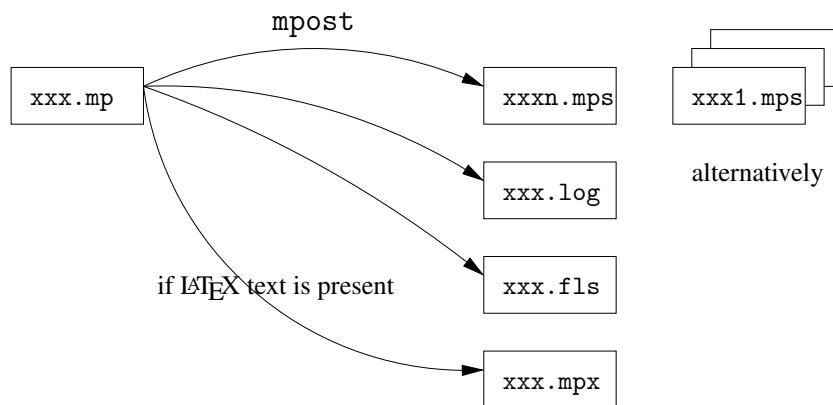 mpost
xxx.mp
xxxn.mps
xxx1.mps
xxx.log
alternatively
xxx.fls
if LATEX text is present
xxx.mpx